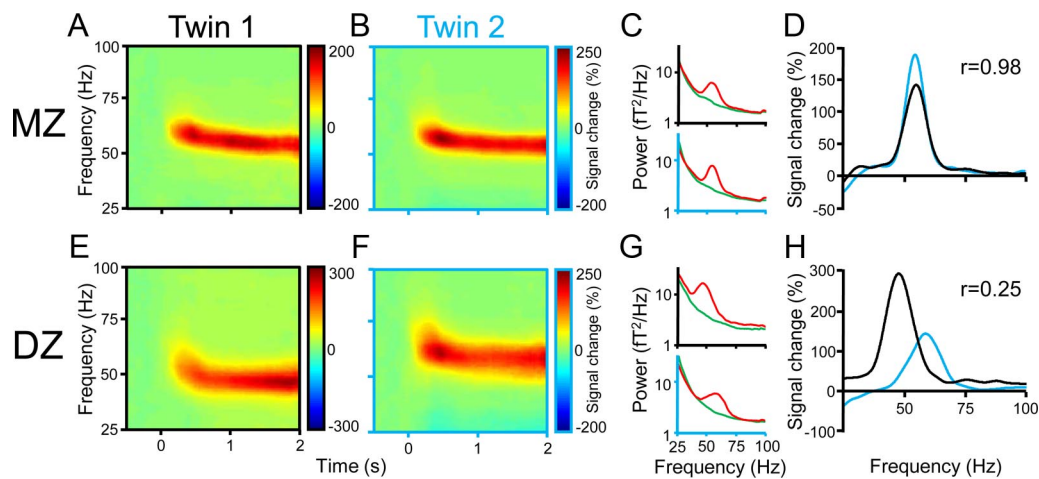 A Twin 1 B Twin 2 C D
MZ
Frequency (Hz)
100
75
50
25
200
0
-200
250
0
-200
Signal change (%)
Power (fT²/Hz)
10
1
10
1
Signal change (%)
200
150
100
50
0
-50
50 75 100
r=0.98
E F G H
DZ
Frequency (Hz)
100
75
50
25
0 1 2
300
0
-300
0 1 2
250
0
-200
Signal change (%)
Time (s)
Power (fT²/Hz)
10
1
10
1
25 50 75 100
Frequency (Hz)
Signal change (%)
300
200
100
0
-100
50 75 100
r=0.25
Frequency (Hz)